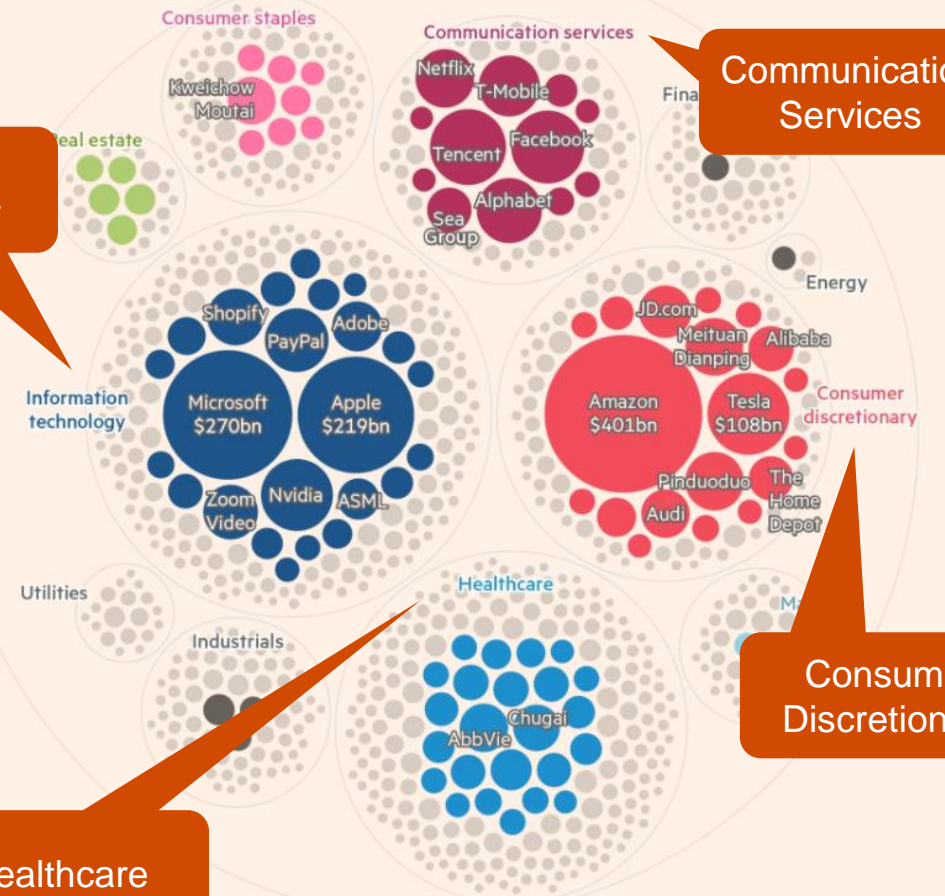 Consumer staples
Kweichow
Moutai
Communication services
Netflix
T-Mobile
Tencent
Facebook
Alphabet
Sea
Group
Communicatio
Services
Fina
eal estate
Energy
Information
technology
Shopify
PayPal
Adobe
Microsoft
$270bn
Apple
$219bn
Zoom
Video
Nvidia
ASML
JD.com
Meituan
Dianping
Alibaba
Amazon
$401bn
Tesla
$108bn
Consumer
discretionary
Pinduoduo
Audi
The
Home
Depot
Utilities
Industrials
Healthcare
AbbVie
Chugai
Ma
Consum
Discretion
ealthcare